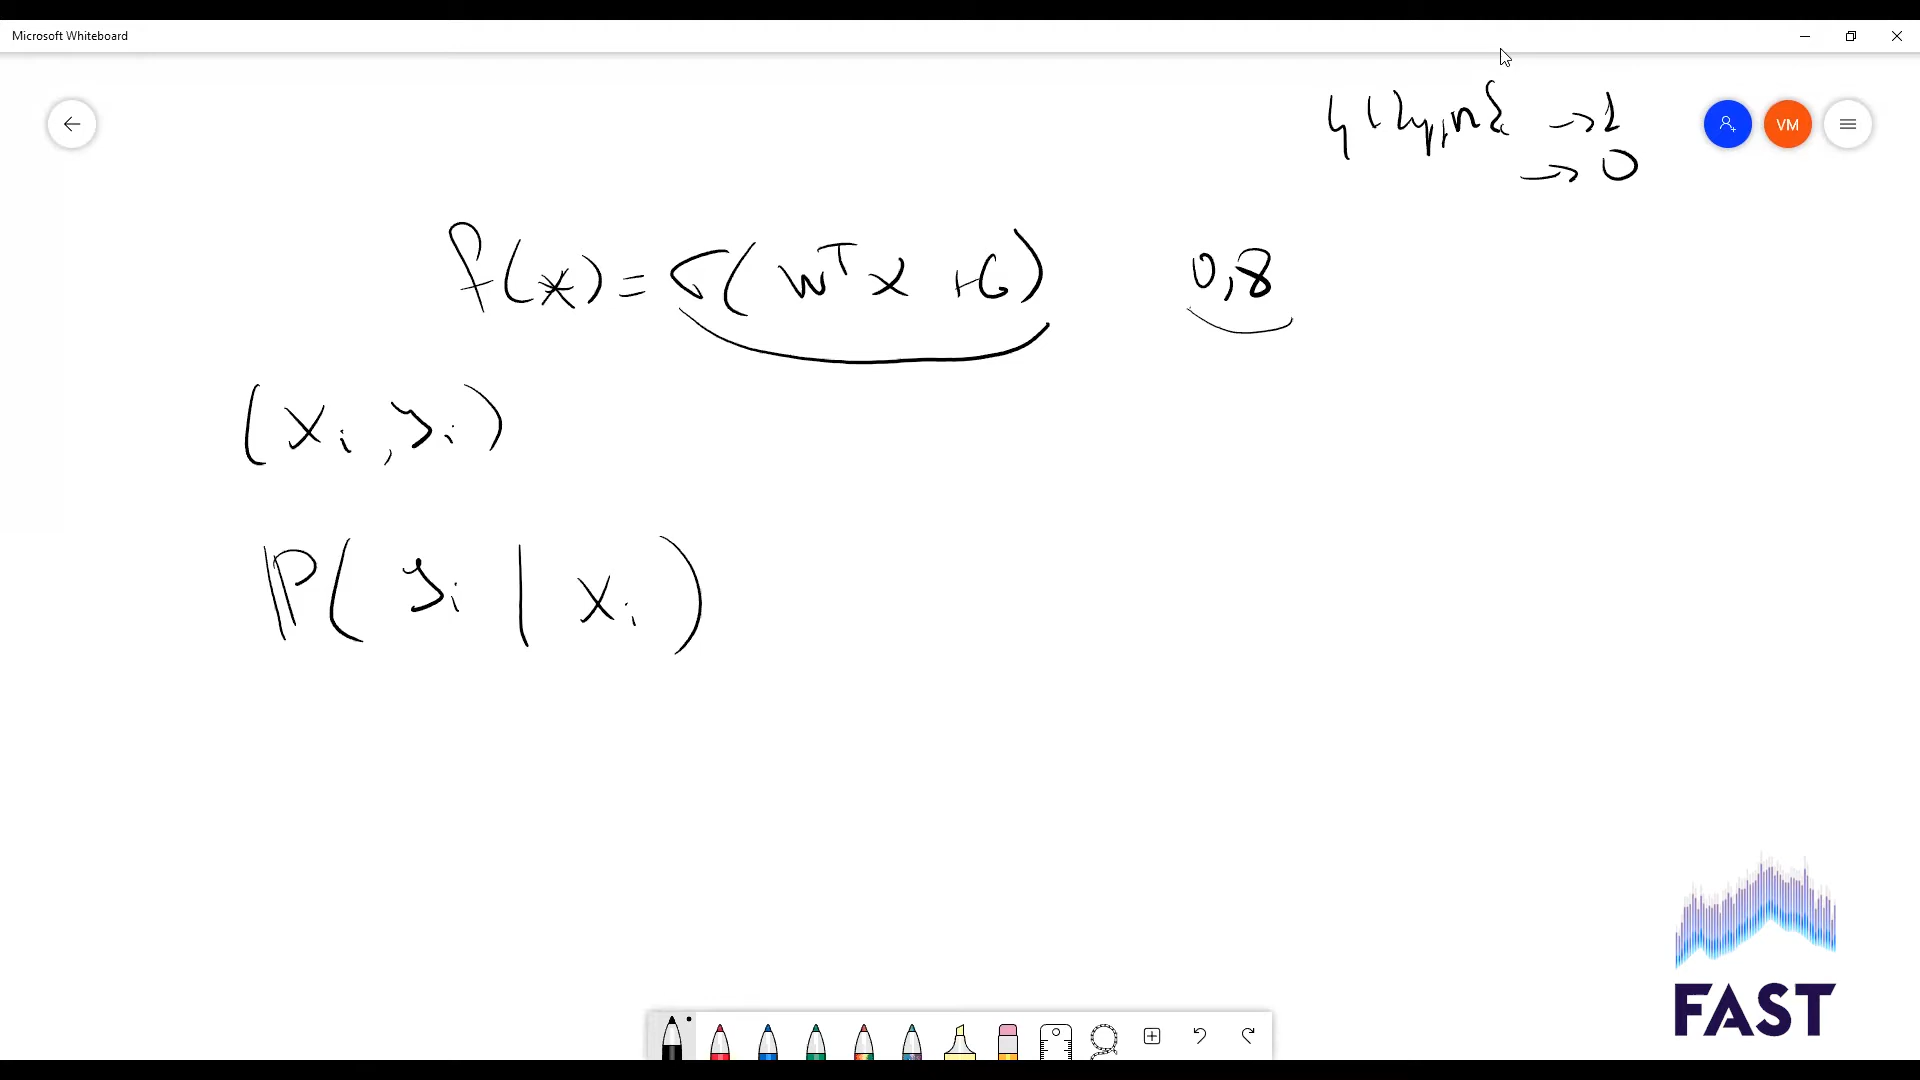 Microsoft Whiteboard
→ 1
→ 0
VM
f(x) = σ(wᵀx + b) 0,8
(xᵢ, yᵢ)
ℙ(yᵢ | xᵢ)
FAST